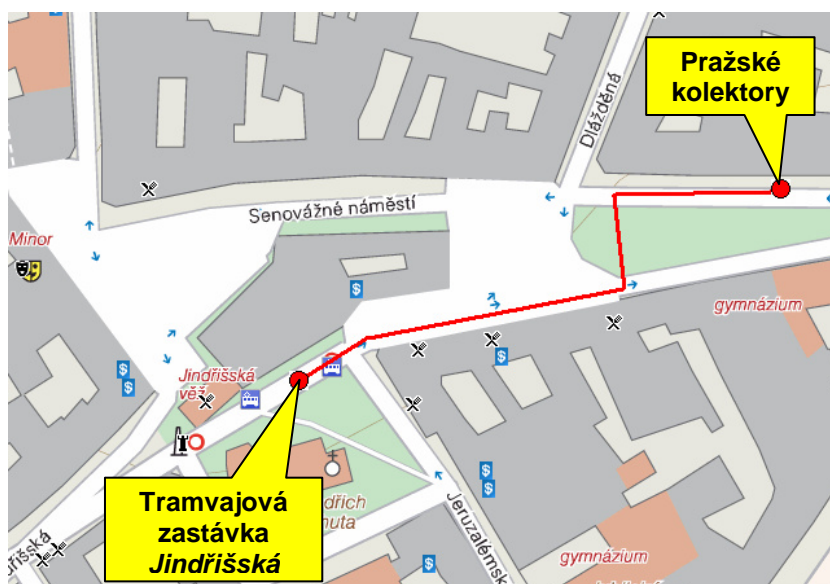 Pražské
kolektory
Dlážděná
Senovážné náměstí
Minor
gymnázium
Jindřišská
věž
Tramvajová
zastávka
Jindřišská
Jeruzalémsk
gymnázium
$
$
$
$
$
$
$
$